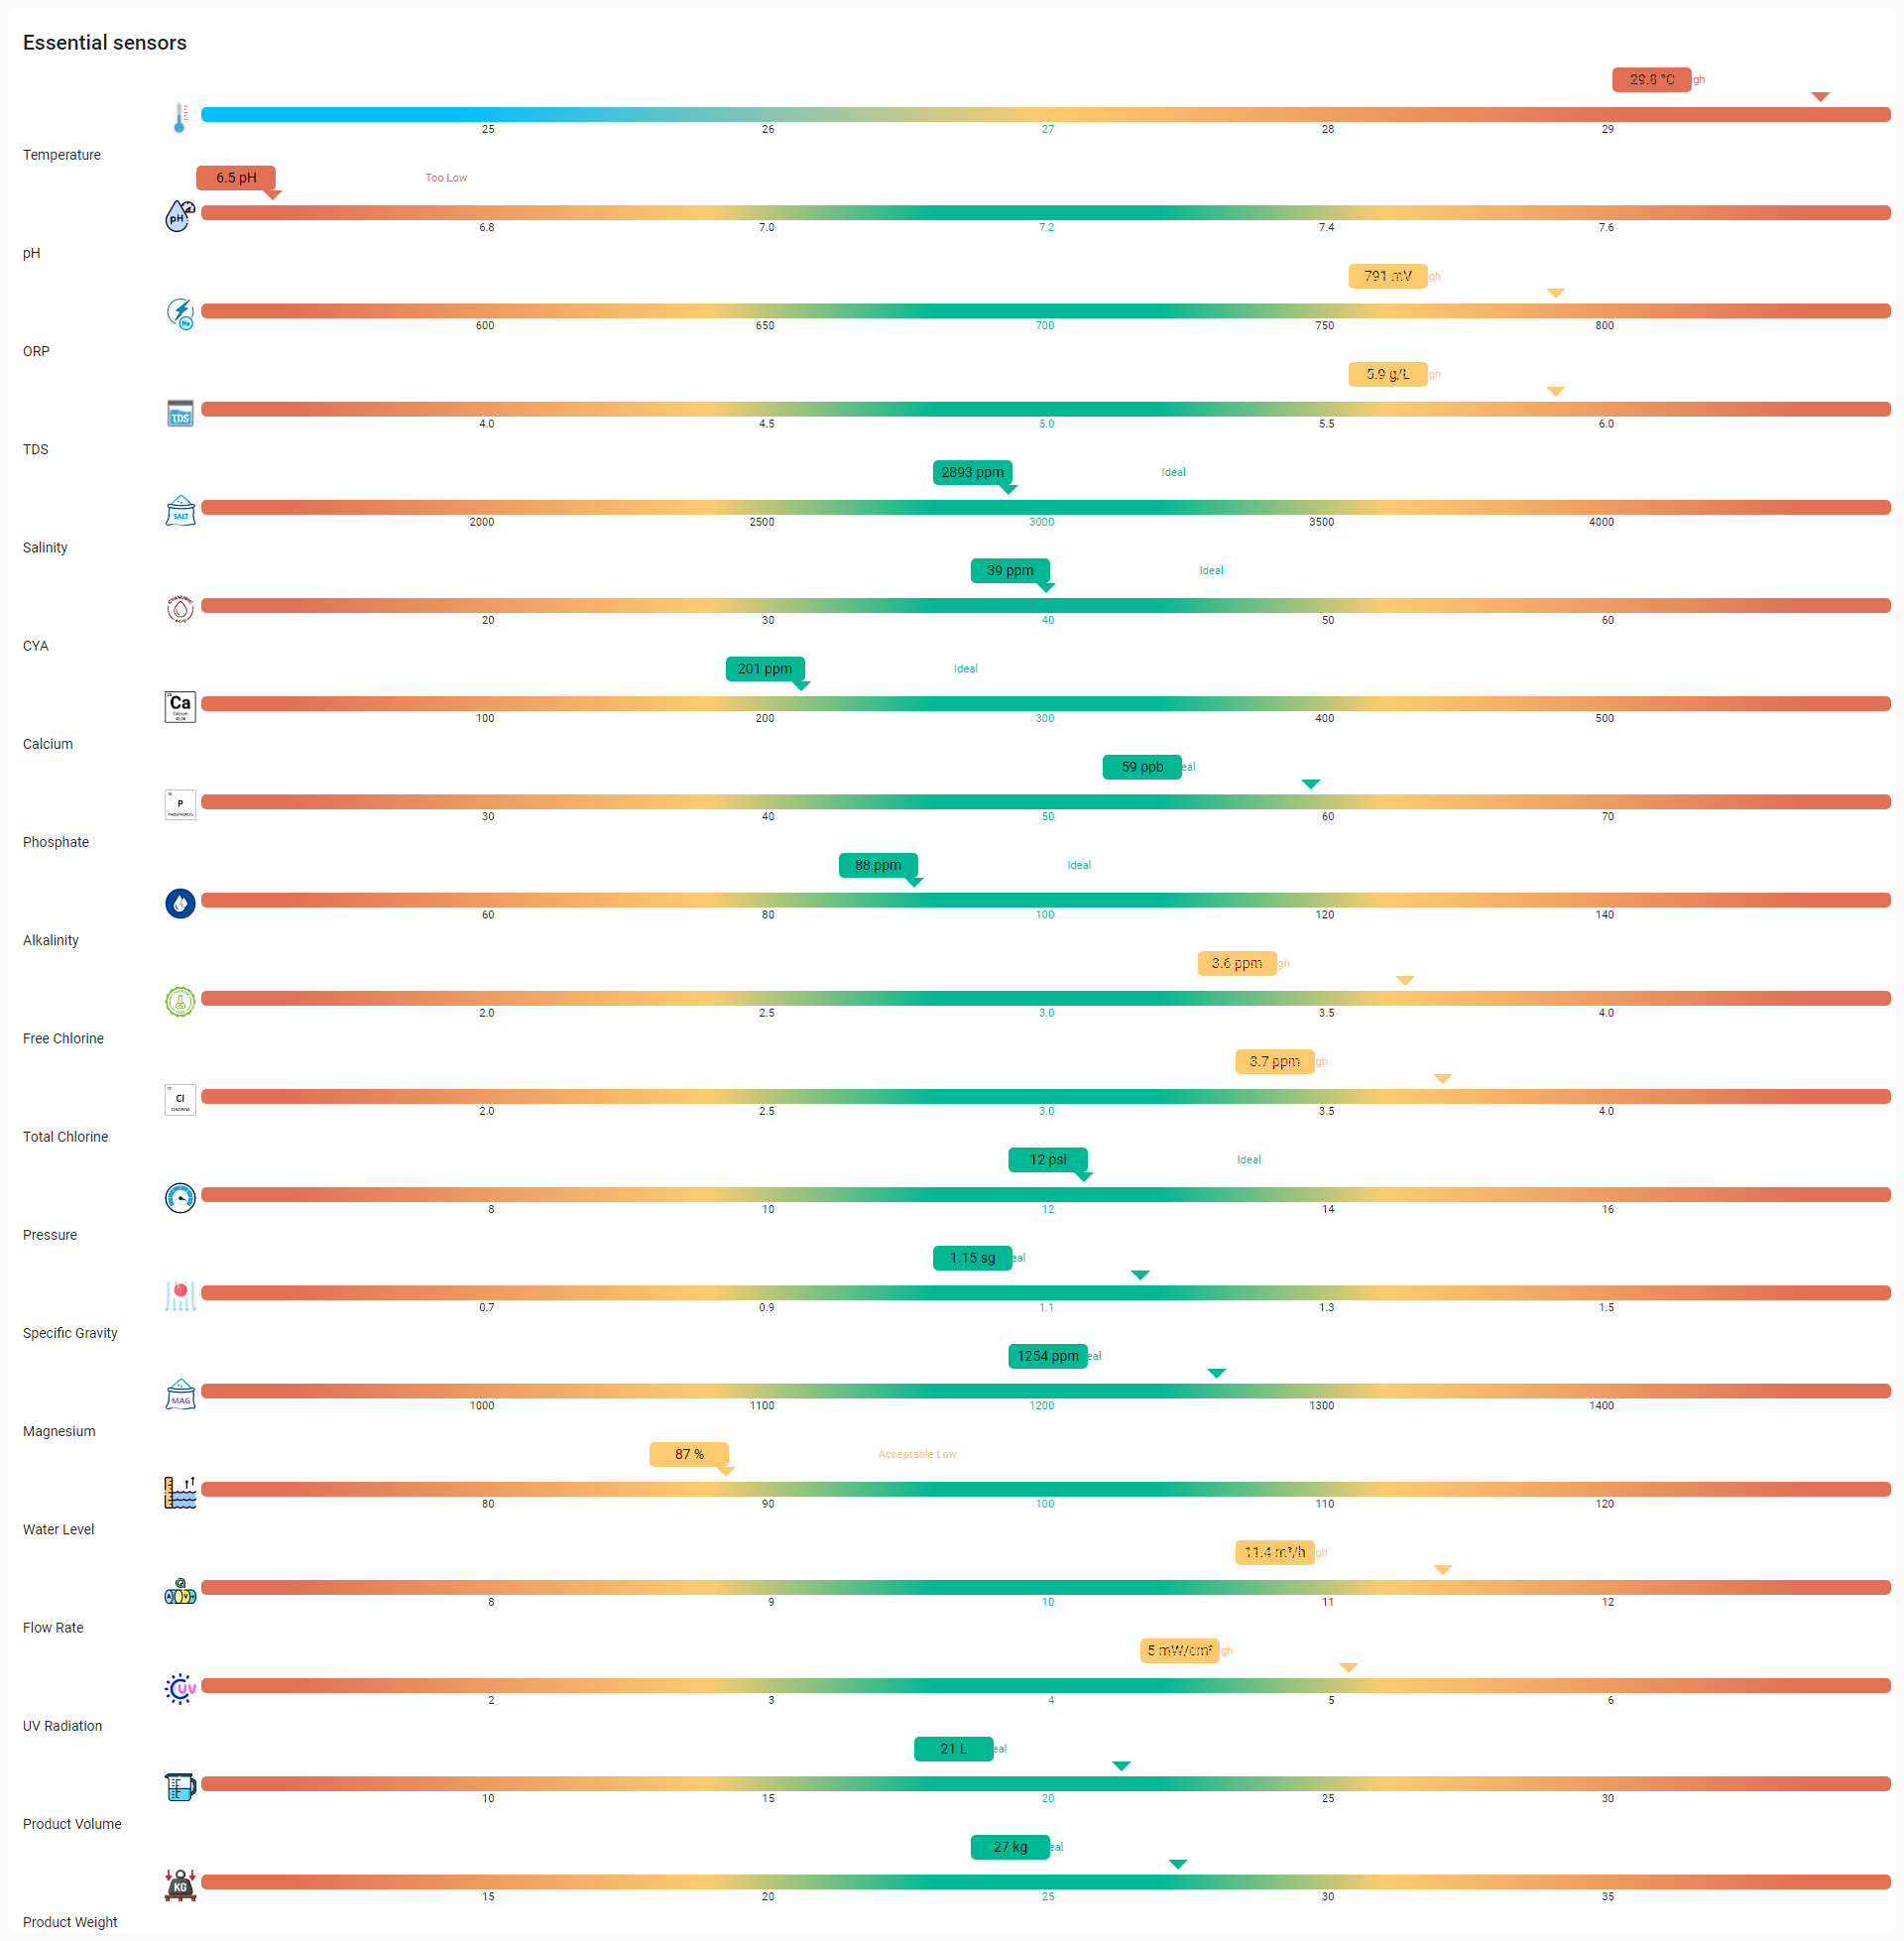 Essential sensors
29.8 °C gh
25 26 27 28 29
Temperature
6.5 pH Too Low
pH
6.8 7.0 7.2 7.4 7.6
pH
791 mV gh
600 650 700 750 800
ORP
5.9 g/L gh
TDS
4.0 4.5 5.0 5.5 6.0
TDS
2893 ppm Ideal
SALT
2000 2500 3000 3500 4000
Salinity
39 ppm Ideal
20 30 40 50 60
CYA
201 ppm Ideal
Ca
Calcium
100 200 300 400 500
Calcium
59 ppb eal
P
PHOSPHORUS
30 40 50 60 70
Phosphate
88 ppm Ideal
60 80 100 120 140
Alkalinity
3.6 ppm gh
2.0 2.5 3.0 3.5 4.0
Free Chlorine
3.7 ppm gh
Cl
CHLORINE
2.0 2.5 3.0 3.5 4.0
Total Chlorine
12 psi Ideal
8 10 12 14 16
Pressure
1.15 sg eal
0.7 0.9 1.1 1.3 1.5
Specific Gravity
1254 ppm eal
MAG
1000 1100 1200 1300 1400
Magnesium
87 % Acceptable Low
80 90 100 110 120
Water Level
11.4 m³/h gh
8 9 10 11 12
Flow Rate
5 mW/cm² gh
UV
2 3 4 5 6
UV Radiation
21 L eal
10 15 20 25 30
Product Volume
27 kg eal
KG
15 20 25 30 35
Product Weight